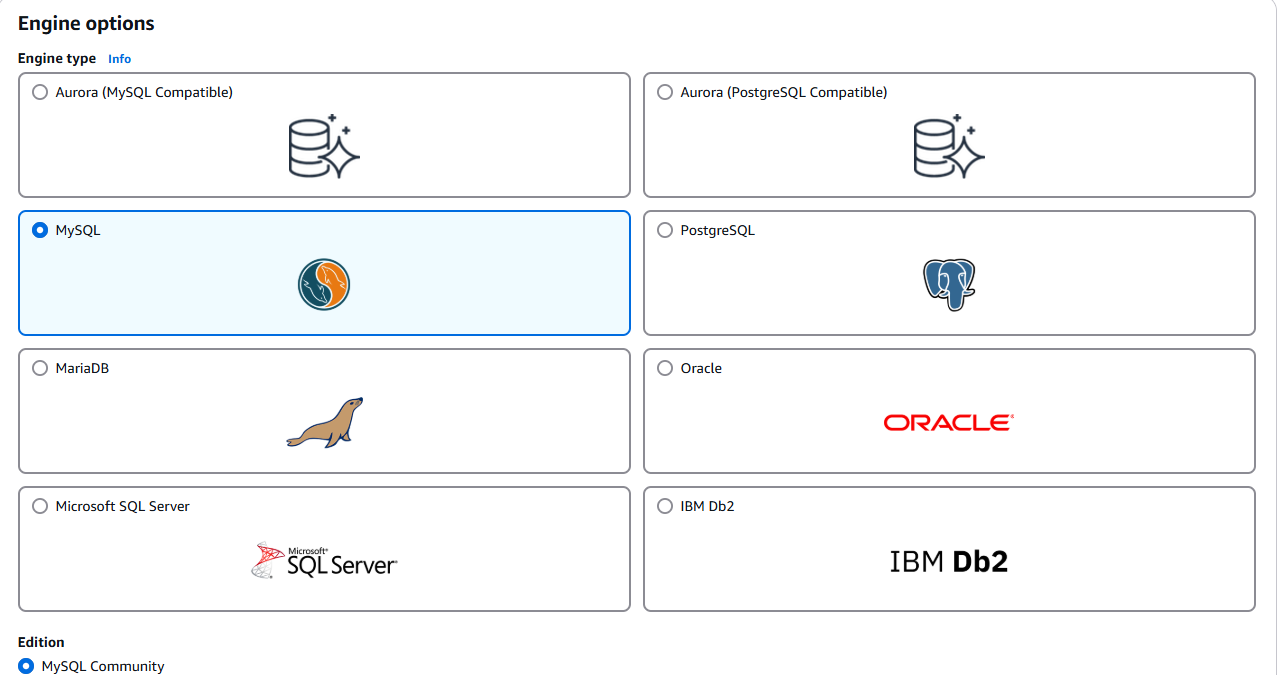 Engine options
Engine type Info
Aurora (MySQL Compatible)
Aurora (PostgreSQL Compatible)
MySQL
PostgreSQL
MariaDB
Oracle
ORACLE®
Microsoft SQL Server
Microsoft®
SQL Server®
IBM Db2
IBM Db2
Edition
MySQL Community